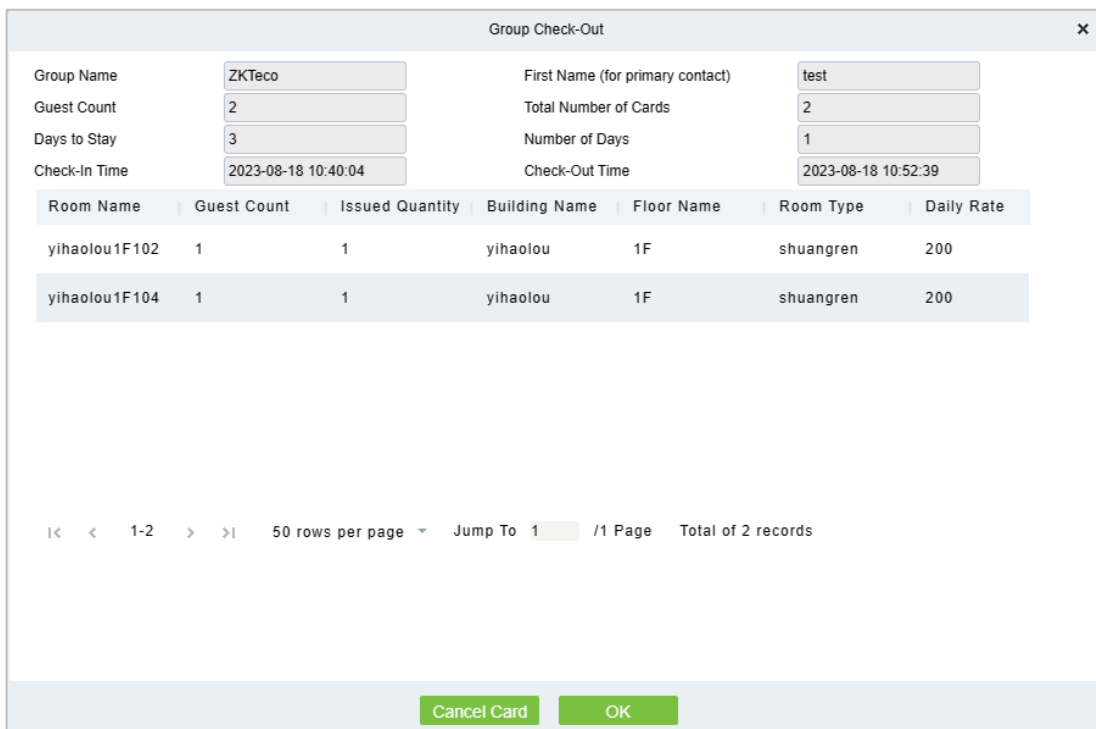 Group Check-Out ×
Group Name ZKTeco First Name (for primary contact) test
Guest Count 2 Total Number of Cards 2
Days to Stay 3 Number of Days 1
Check-In Time 2023-08-18 10:40:04 Check-Out Time 2023-08-18 10:52:39
Room Name Guest Count Issued Quantity Building Name Floor Name Room Type Daily Rate
yihaolou1F102 1 1 yihaolou 1F shuangren 200
yihaolou1F104 1 1 yihaolou 1F shuangren 200
|< < 1-2 > >| 50 rows per page Jump To 1 /1 Page Total of 2 records
Cancel Card OK